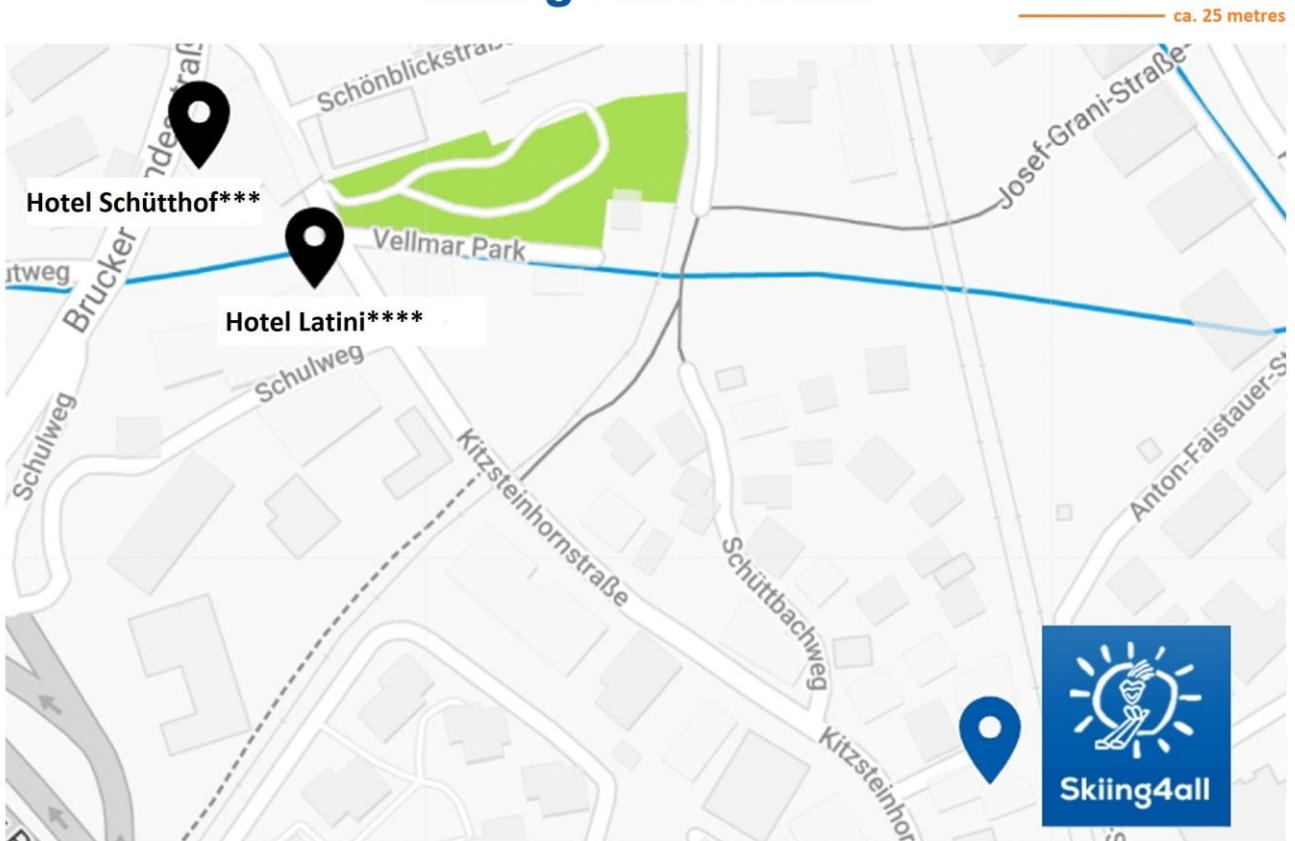 ca. 25 metres
Schönblickstraße
Hotel Schütthof***
Brucker
Josef-Grani-Straße
Vellmar Park
Hotel Latini****
Schulweg
Schulweg
Kitzsteinhornstraße
Anton-Faistauer-St
Schüttbachweg
Kitzsteinhor
Skiing4all